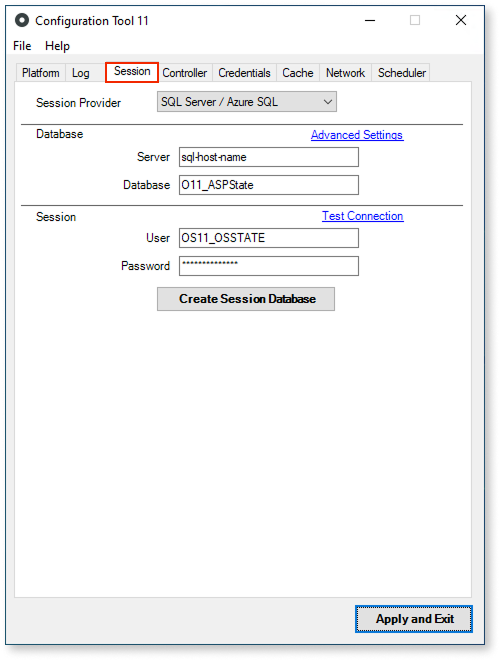 Configuration Tool 11
File Help
Platform Log Session Controller Credentials Cache Network Scheduler
Session Provider SQL Server / Azure SQL
Database Advanced Settings
Server sql-host-name
Database O11_ASPState
Session Test Connection
User OS11_OSSTATE
Password **************
Create Session Database
Apply and Exit